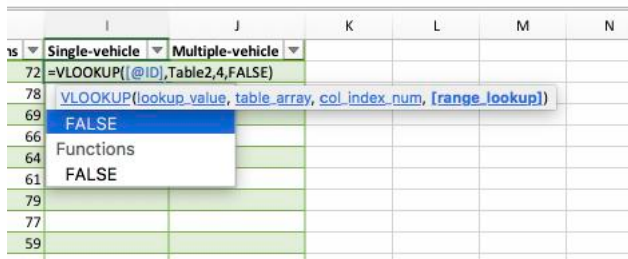 I J K L M N
ns Single-vehicle Multiple-vehicle
72 =VLOOKUP([@ID],Table2,4,FALSE)
78 VLOOKUP(lookup_value, table_array, col_index_num, [range_lookup])
69 FALSE
66 Functions
64 FALSE
61
79
77
59